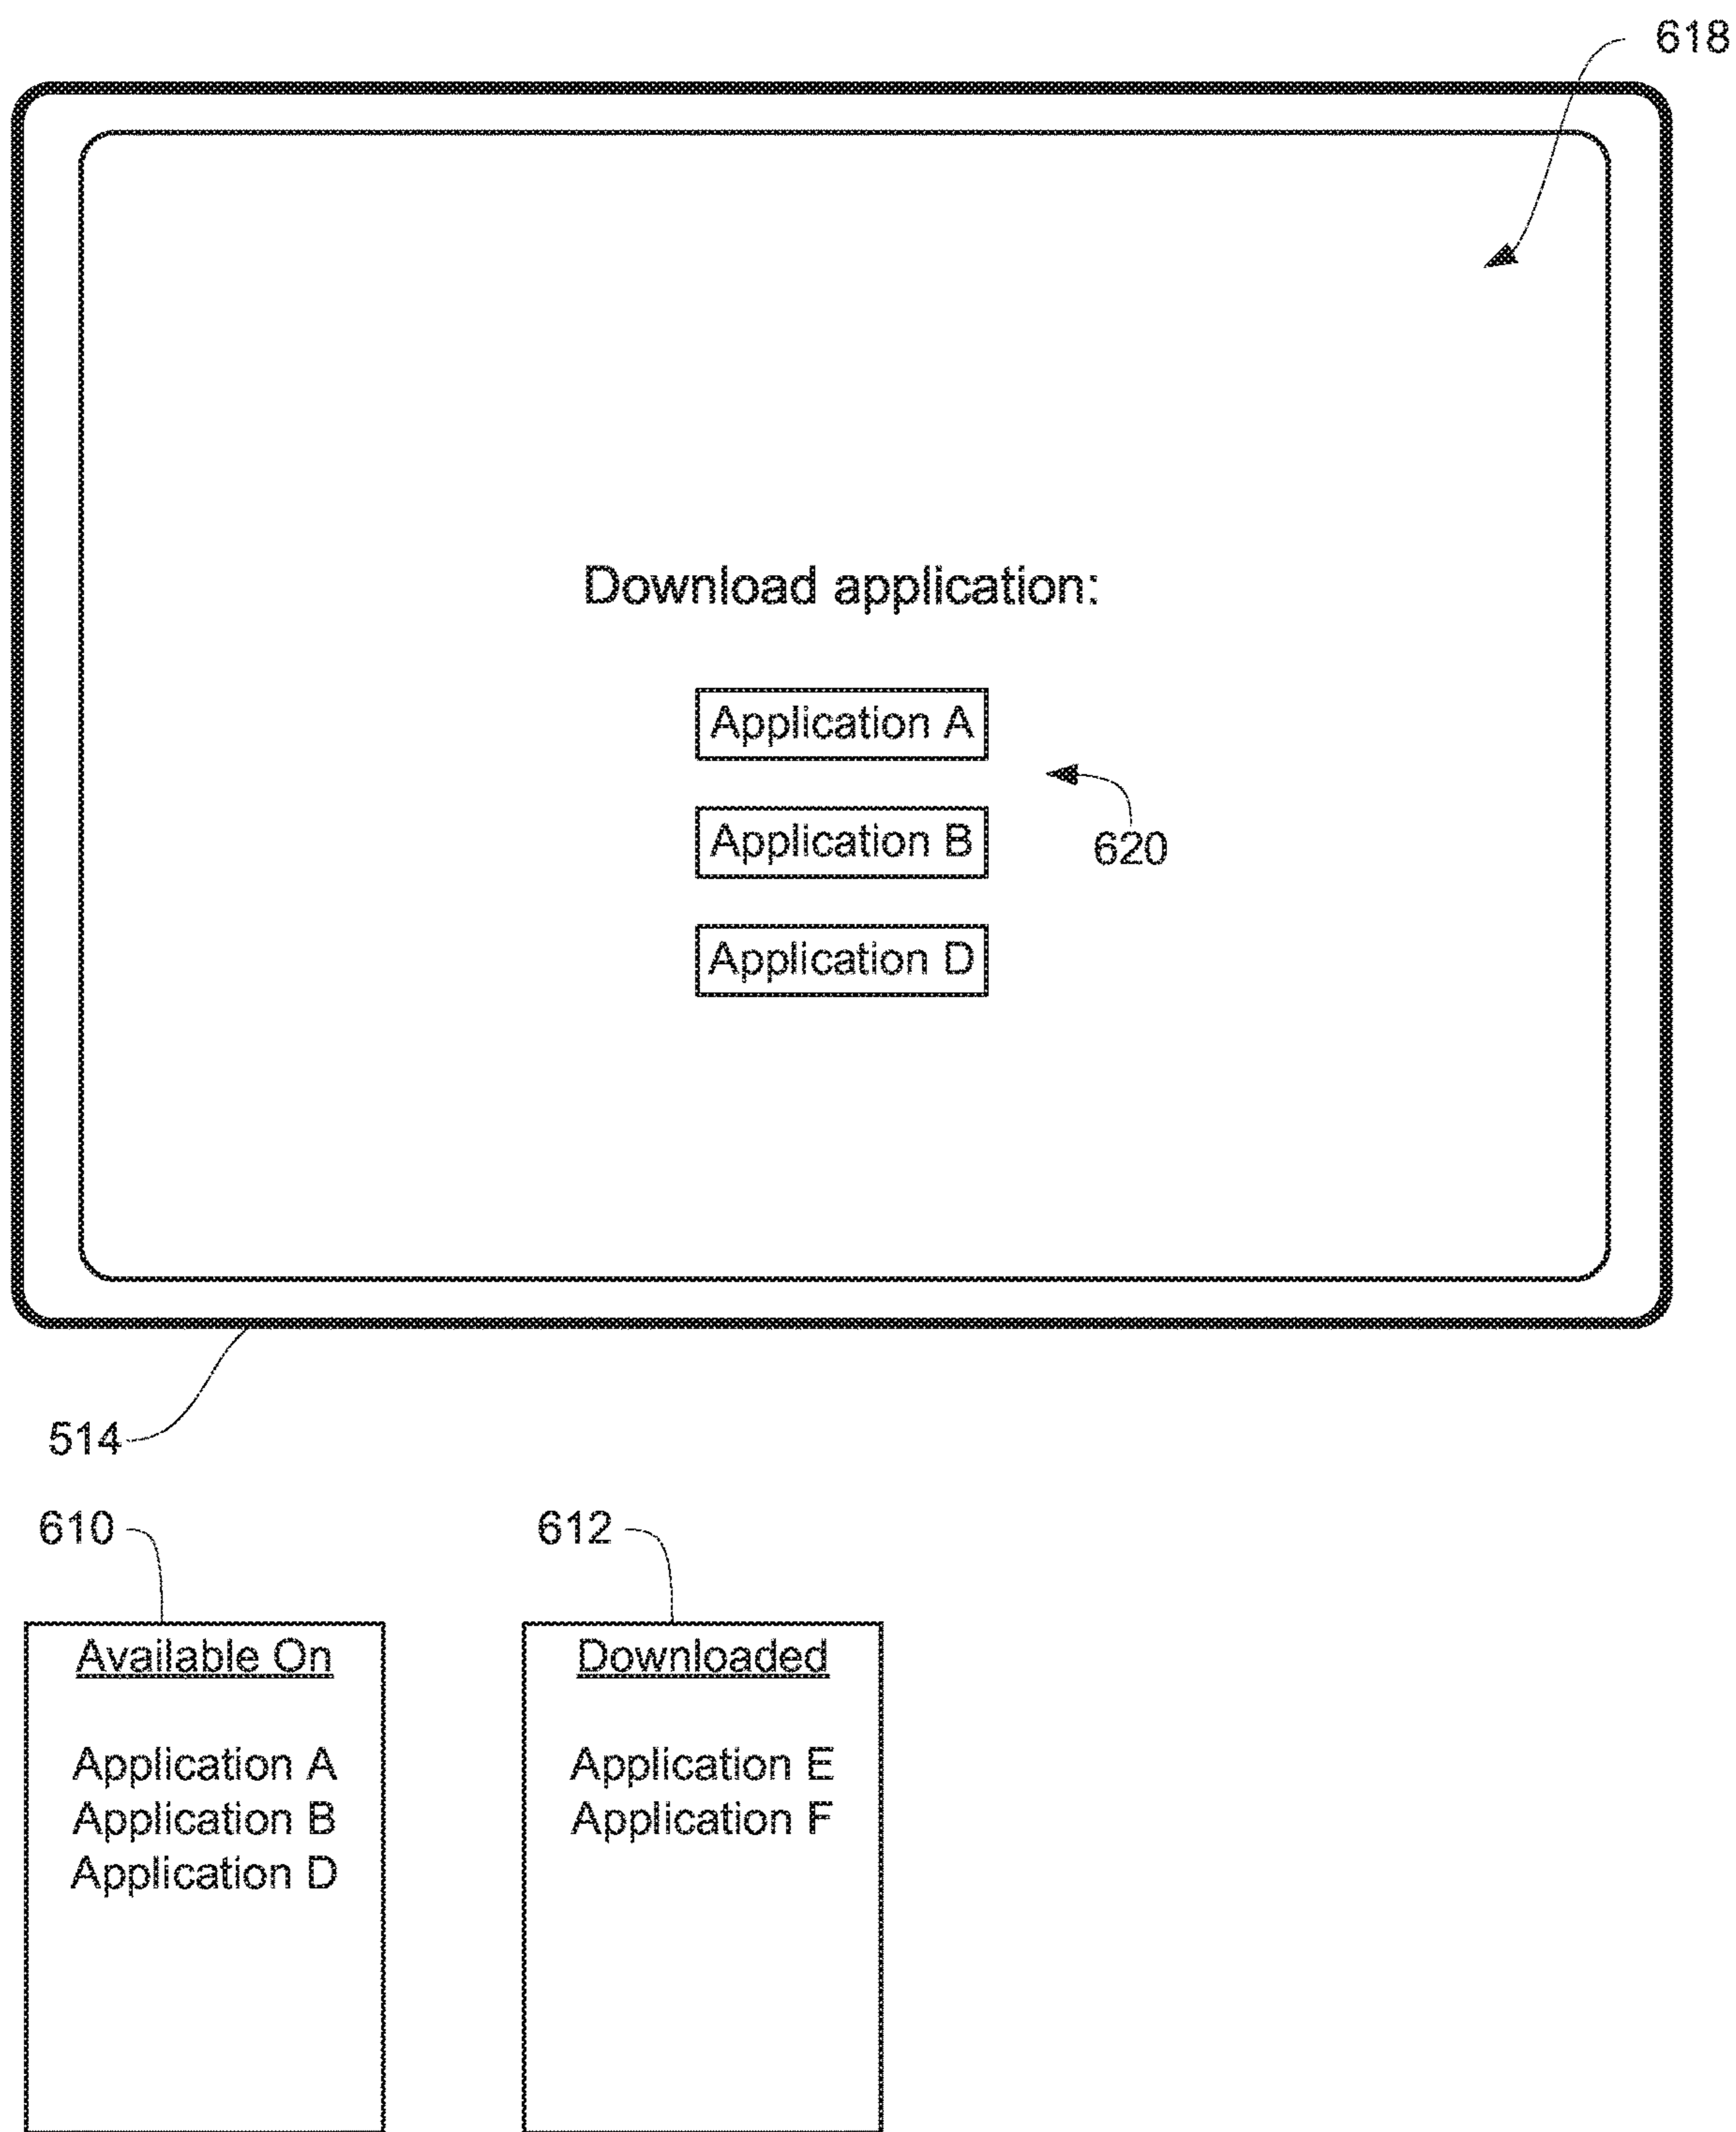 618
Download application:
Application A
Application B
620
Application D
514
610
612
Available On
Application A
Application B
Application D
Downloaded
Application E
Application F